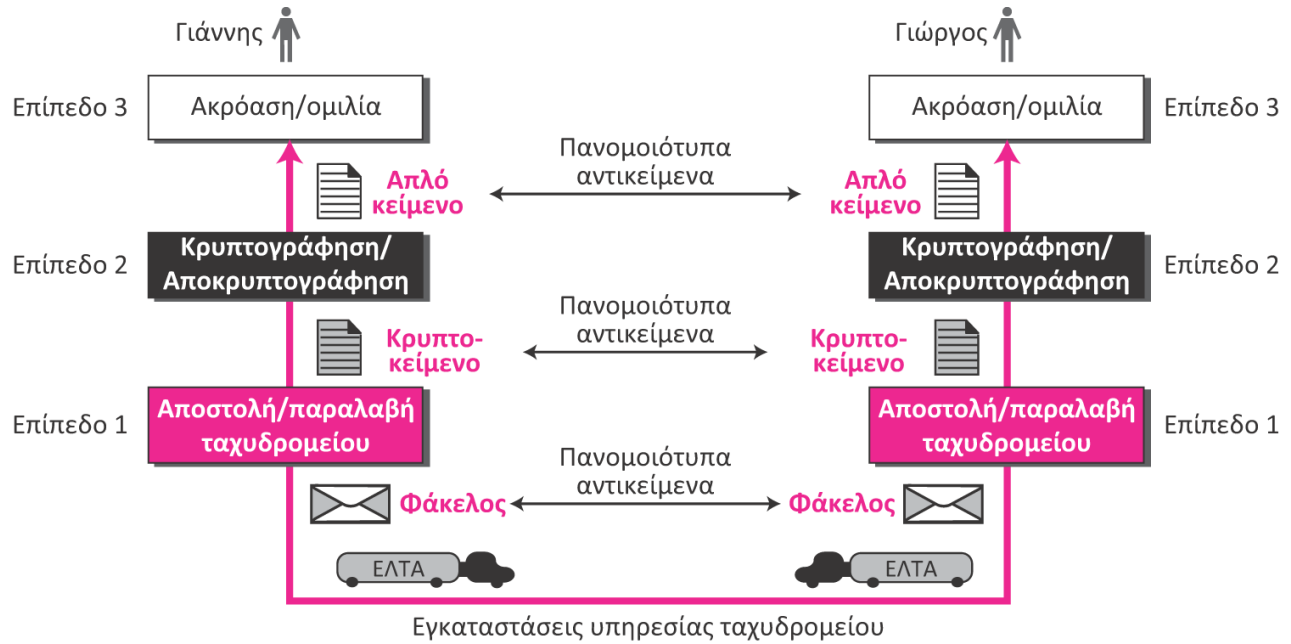 Γιάννης
Γιώργος
Επίπεδο 3
Ακρόαση/ομιλία
Ακρόαση/ομιλία
Επίπεδο 3
Πανομοιότυπα
αντικείμενα
Απλό
κείμενο
Απλό
κείμενο
Επίπεδο 2
Κρυπτογράφηση/
Αποκρυπτογράφηση
Κρυπτογράφηση/
Αποκρυπτογράφηση
Επίπεδο 2
Πανομοιότυπα
αντικείμενα
Κρυπτο-
κείμενο
Κρυπτο-
κείμενο
Επίπεδο 1
Αποστολή/παραλαβή
ταχυδρομείου
Αποστολή/παραλαβή
ταχυδρομείου
Επίπεδο 1
Πανομοιότυπα
αντικείμενα
Φάκελος
Φάκελος
ΕΛΤΑ
ΕΛΤΑ
Εγκαταστάσεις υπηρεσίας ταχυδρομείου